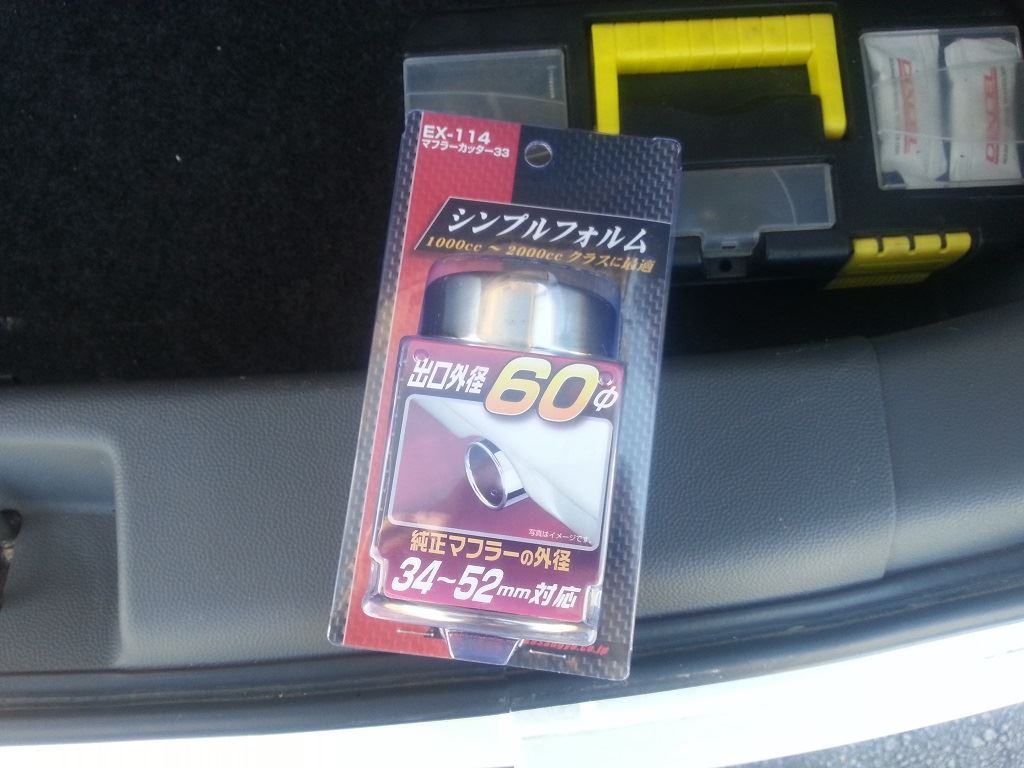 EX-114
マフラーカッター33
シンプルフォルム
1000cc ～ 2000cc クラスに最適
出口外径60φ
写真はイメージです。
純正マフラーの外径
34～52mm対応